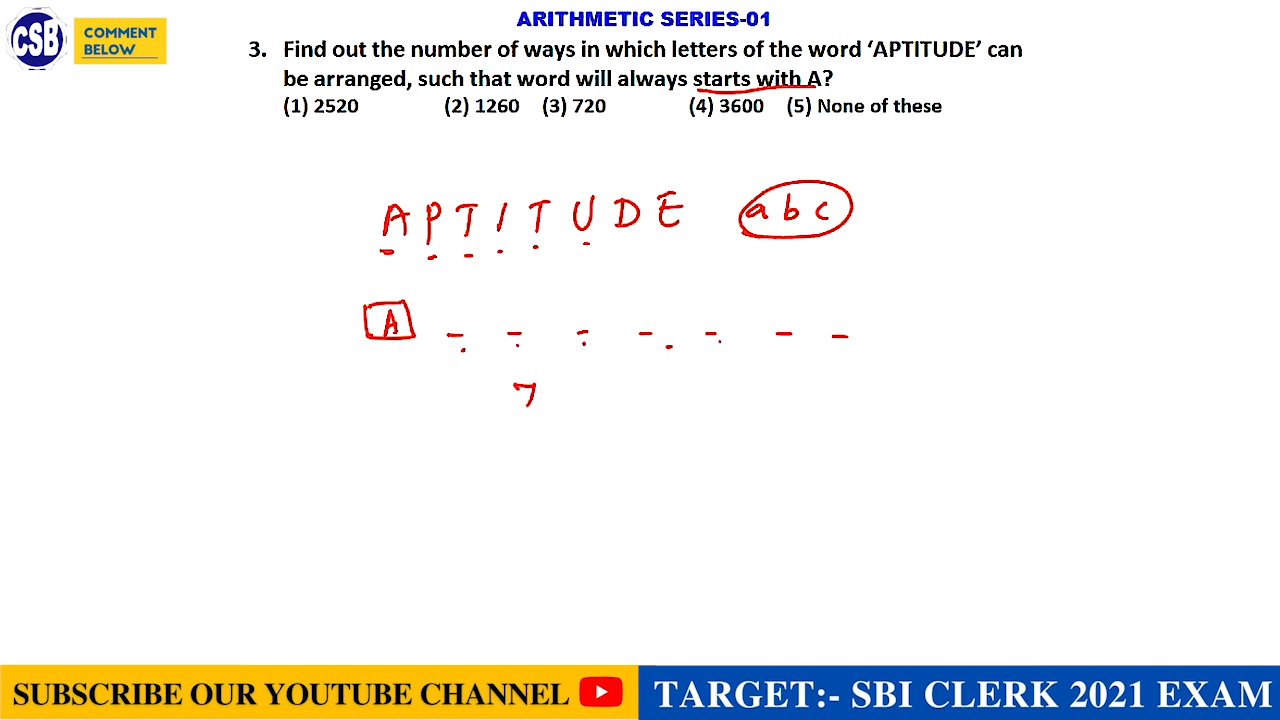 ARITHMETIC SERIES-01
CSB
COMMENT
BELOW
3. Find out the number of ways in which letters of the word ‘APTITUDE’ can
be arranged, such that word will always starts with A?
(1) 2520 (2) 1260 (3) 720 (4) 3600 (5) None of these
A P T I T U D E a b c
A
7
SUBSCRIBE OUR YOUTUBE CHANNEL
TARGET:- SBI CLERK 2021 EXAM